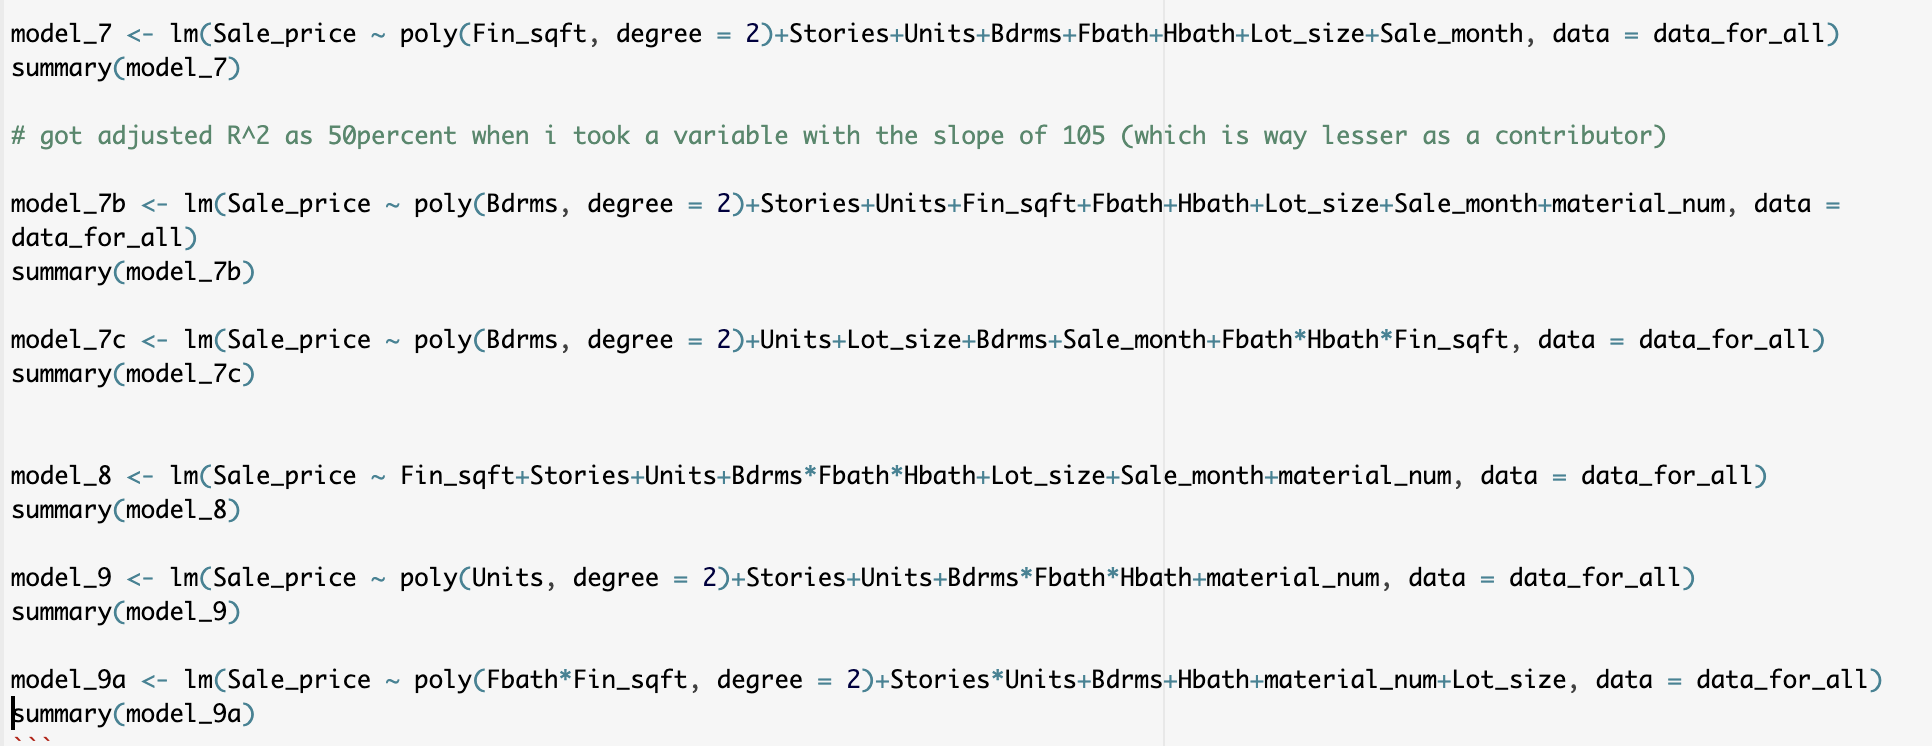 model_7 <- lm(Sale_price ~ poly(Fin_sqft, degree = 2)+Stories+Units+Bdrms+Fbath+Hbath+Lot_size+Sale_month, data = data_for_all)
summary(model_7)
# got adjusted R^2 as 50percent when i took a variable with the slope of 105 (which is way lesser as a contributor)
model_7b <- lm(Sale_price ~ poly(Bdrms, degree = 2)+Stories+Units+Fin_sqft+Fbath+Hbath+Lot_size+Sale_month+material_num, data =
data_for_all)
summary(model_7b)
model_7c <- lm(Sale_price ~ poly(Bdrms, degree = 2)+Units+Lot_size+Bdrms+Sale_month+Fbath*Hbath*Fin_sqft, data = data_for_all)
summary(model_7c)
model_8 <- lm(Sale_price ~ Fin_sqft+Stories+Units+Bdrms*Fbath*Hbath+Lot_size+Sale_month+material_num, data = data_for_all)
summary(model_8)
model_9 <- lm(Sale_price ~ poly(Units, degree = 2)+Stories+Units+Bdrms*Fbath*Hbath+material_num, data = data_for_all)
summary(model_9)
model_9a <- lm(Sale_price ~ poly(Fbath*Fin_sqft, degree = 2)+Stories*Units+Bdrms+Hbath+material_num+Lot_size, data = data_for_all)
summary(model_9a)
```